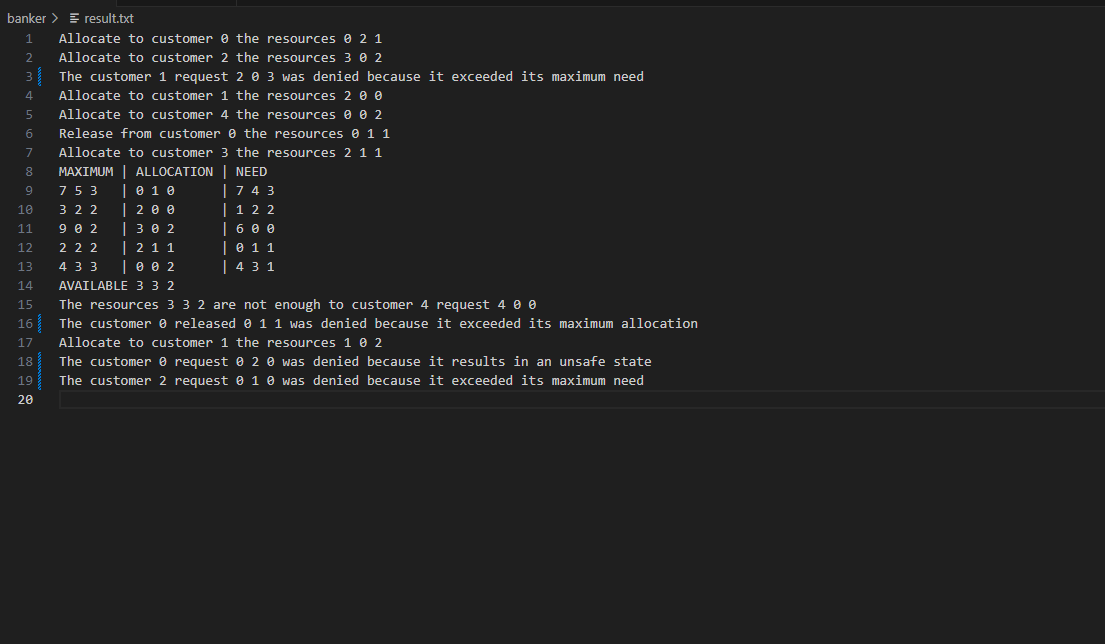 banker > result.txt
1 Allocate to customer 0 the resources 0 2 1
2 Allocate to customer 2 the resources 3 0 2
3 The customer 1 request 2 0 3 was denied because it exceeded its maximum need
4 Allocate to customer 1 the resources 2 0 0
5 Allocate to customer 4 the resources 0 0 2
6 Release from customer 0 the resources 0 1 1
7 Allocate to customer 3 the resources 2 1 1
8 MAXIMUM | ALLOCATION | NEED
9 7 5 3   | 0 1 0      | 7 4 3
10 3 2 2   | 2 0 0      | 1 2 2
11 9 0 2   | 3 0 2      | 6 0 0
12 2 2 2   | 2 1 1      | 0 1 1
13 4 3 3   | 0 0 2      | 4 3 1
14 AVAILABLE 3 3 2
15 The resources 3 3 2 are not enough to customer 4 request 4 0 0
16 The customer 0 released 0 1 1 was denied because it exceeded its maximum allocation
17 Allocate to customer 1 the resources 1 0 2
18 The customer 0 request 0 2 0 was denied because it results in an unsafe state
19 The customer 2 request 0 1 0 was denied because it exceeded its maximum need
20